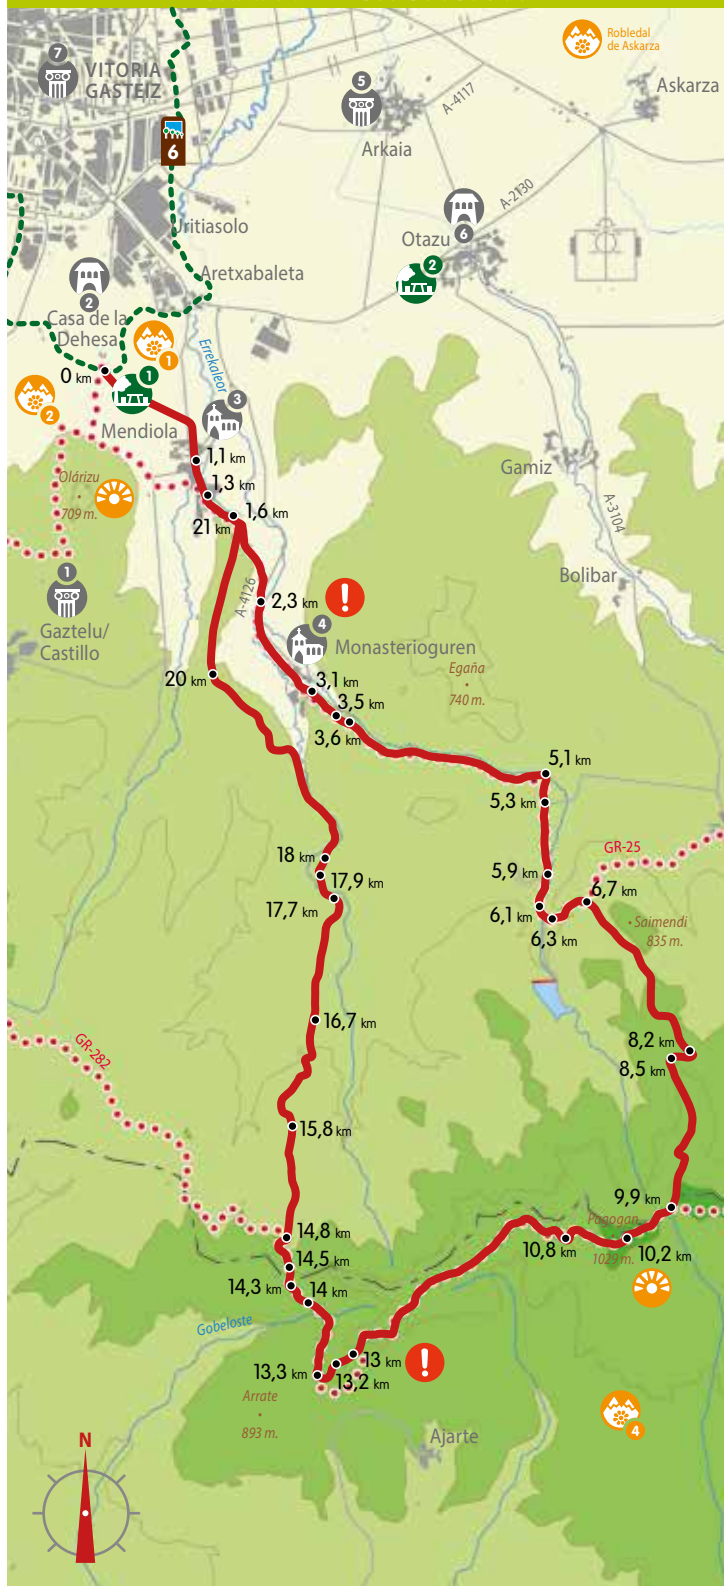 Robledal
de Askarza
7
VITORIA
GASTEIZ
5
Askarza
A-4117
6
Arkaia
A-2130
6
Uritiasolo
Otazu
2
Aretxabaleta
2
Casa de la
Dehesa
Errekaleor
1
0 km
1
2
3
Mendiola
1,1 km
Gamiz
Olárizu
709 m.
1,3 km
A-3104
1,6 km
21 km
1
Bolibar
A-4126
2,3 km
!
Gaztelu/
Castillo
4
Monasterioguren
Egaña
740 m.
20 km
3,1 km
3,5 km
3,6 km
5,1 km
5,3 km
GR-25
18 km
17,9 km
5,9 km
17,7 km
6,7 km
6,1 km
6,3 km
Saimendi
835 m.
16,7 km
GR-282
8,2 km
8,5 km
15,8 km
9,9 km
Pagogan
1029 m.
14,8 km
10,8 km
10,2 km
14,5 km
14,3 km
14 km
Gobeloste
13 km
!
13,3 km
13,2 km
Arrate
893 m.
4
Ajarte
N